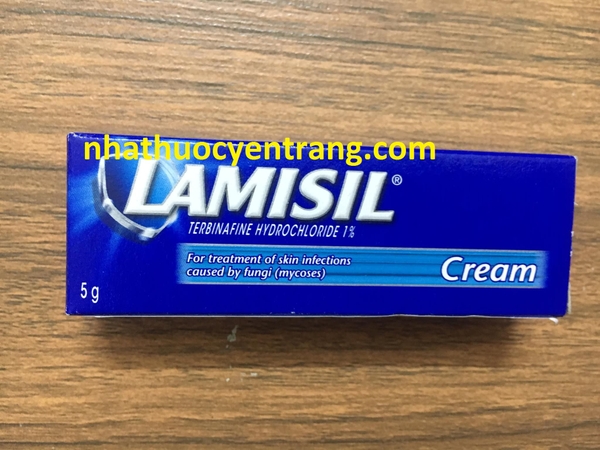 nhathuocyentrang.com
LAMISIL®
TERBINAFINE HYDROCHLORIDE 1%
For treatment of skin infections
caused by fungi (mycoses)
Cream
5 g